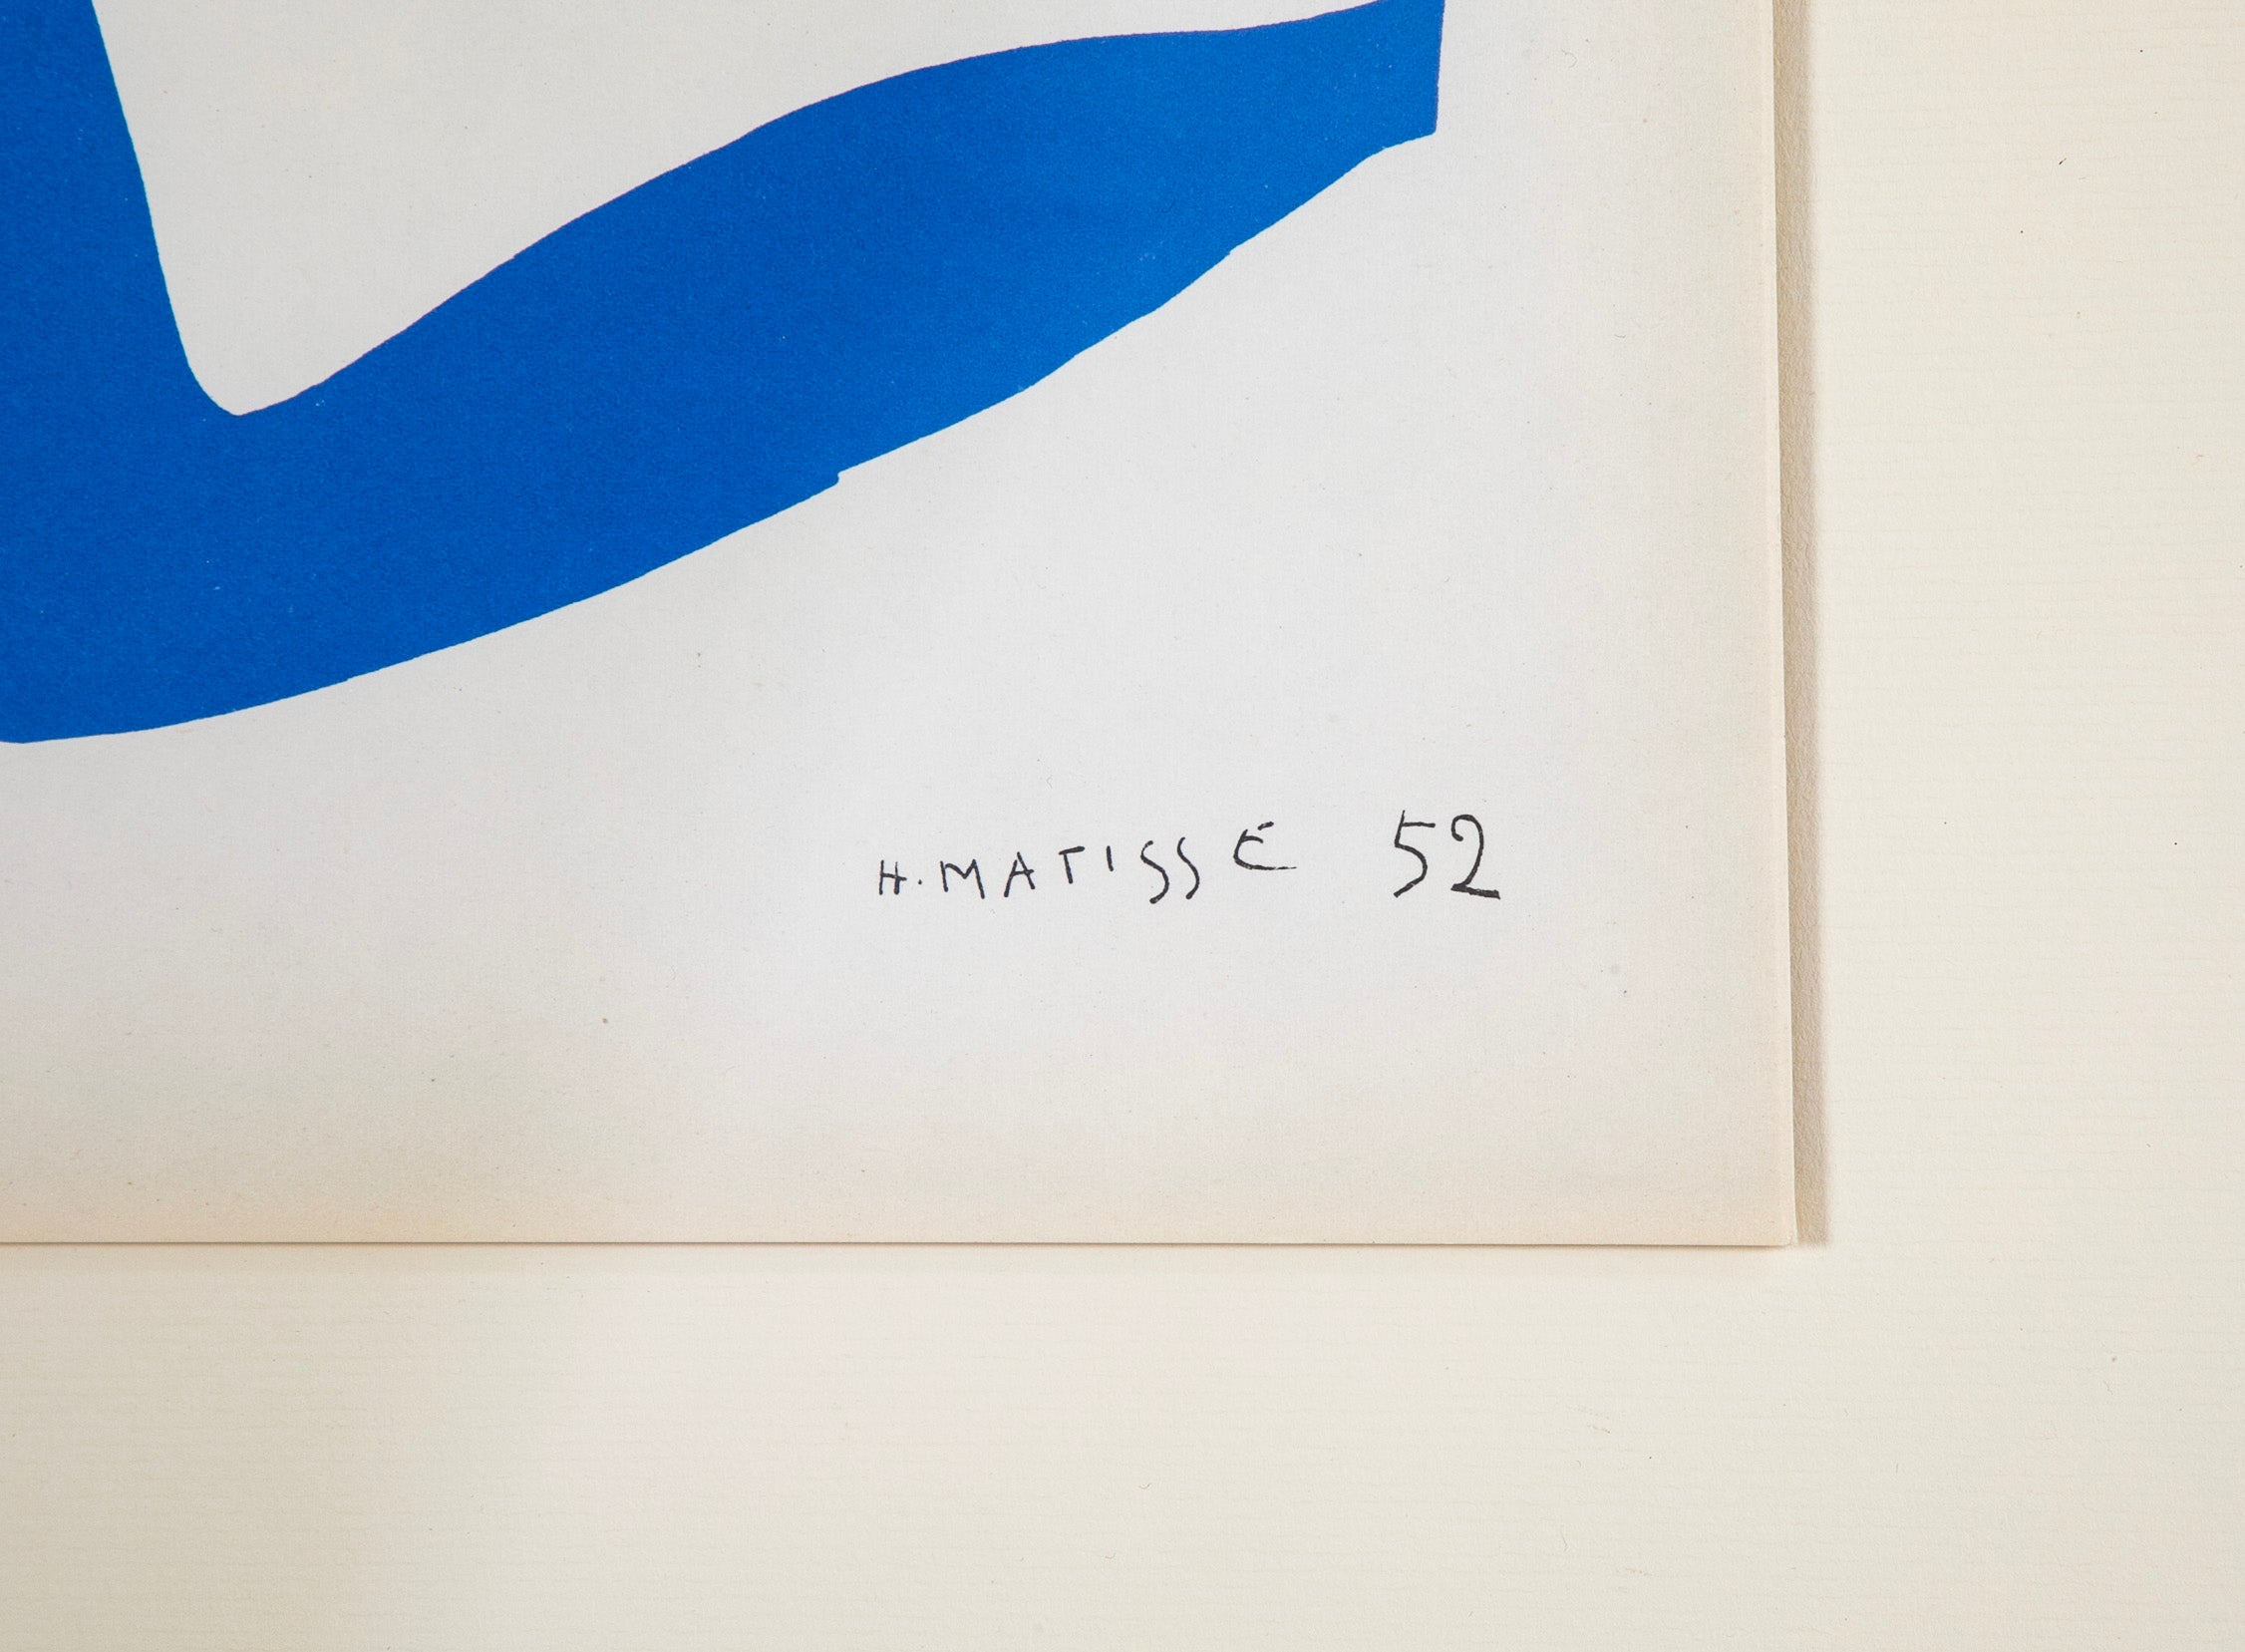 H. MATISSE 52